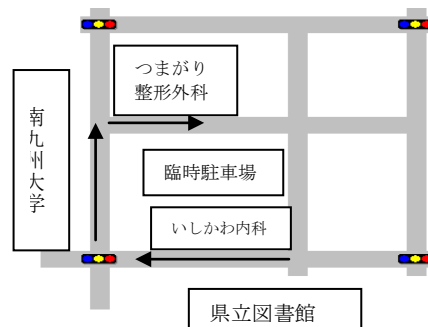 つまがり
整形外科
南九州大学
臨時駐車場
いしかわ内科
県立図書館